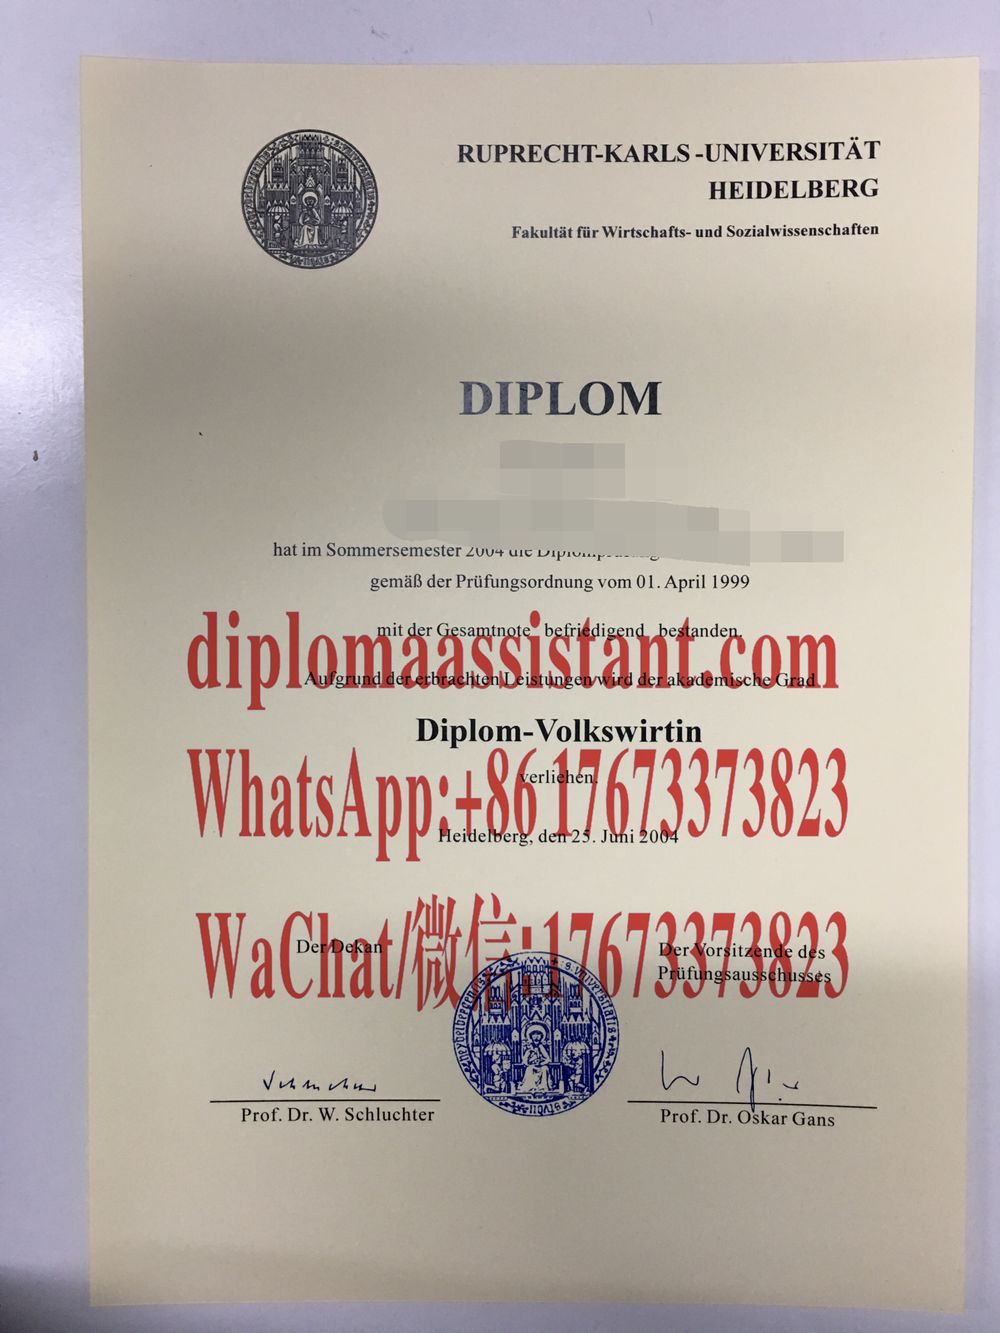 RUPRECHT-KARLS-UNIVERSITÄT
HEIDELBERG
Fakultät für Wirtschafts- und Sozialwissenschaften
DIPLOM
hat im Sommersemester 2004 die
gemäß der Prüfungsordnung vom 01. April 1999
mit der Gesamtnote befriedigend bestanden.
diplomaassistant.com
Aufgrund der erbrachten Leistungen wird der akademische Grad
Diplom-Volkswirtin
verliehen.
WhatsApp:+86 17673373823
Heidelberg, den 25. Juni 2004
WaChat/微信:17673373823
Der Dekan
Der Vorsitzende des
Prüfungsausschusses
Prof. Dr. W. Schluchter
Prof. Dr. Oskar Gans